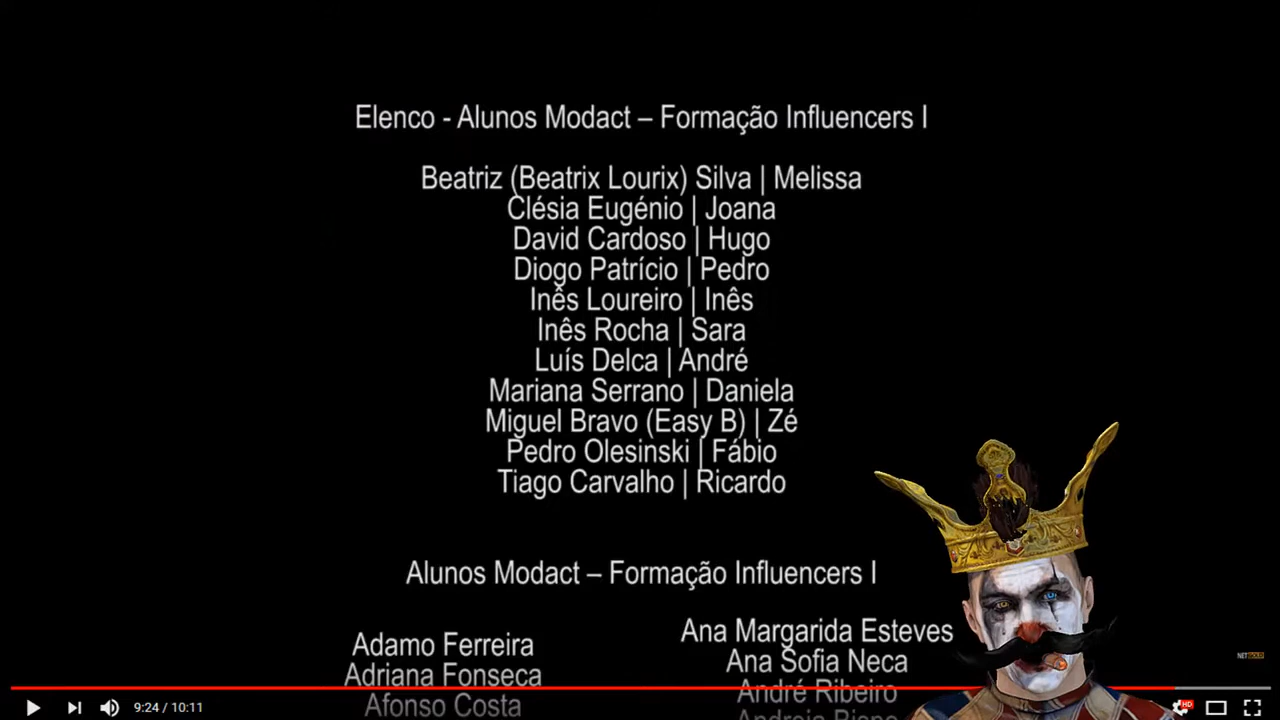 Elenco - Alunos Modact – Formação Influencers I
Beatriz (Beatrix Lourix) Silva | Melissa
Clésia Eugénio | Joana
David Cardoso | Hugo
Diogo Patrício | Pedro
Inês Loureiro | Inês
Inês Rocha | Sara
Luís Delca | André
Mariana Serrano | Daniela
Miguel Bravo (Easy B) | Zé
Pedro Olesinski | Fábio
Tiago Carvalho | Ricardo
Alunos Modact – Formação Influencers I
Adamo Ferreira
Adriana Fonseca
Afonso Costa
Ana Margarida Esteves
Ana Sofia Neca
André Ribeiro
NETGOLD
9:24 / 10:11
HD